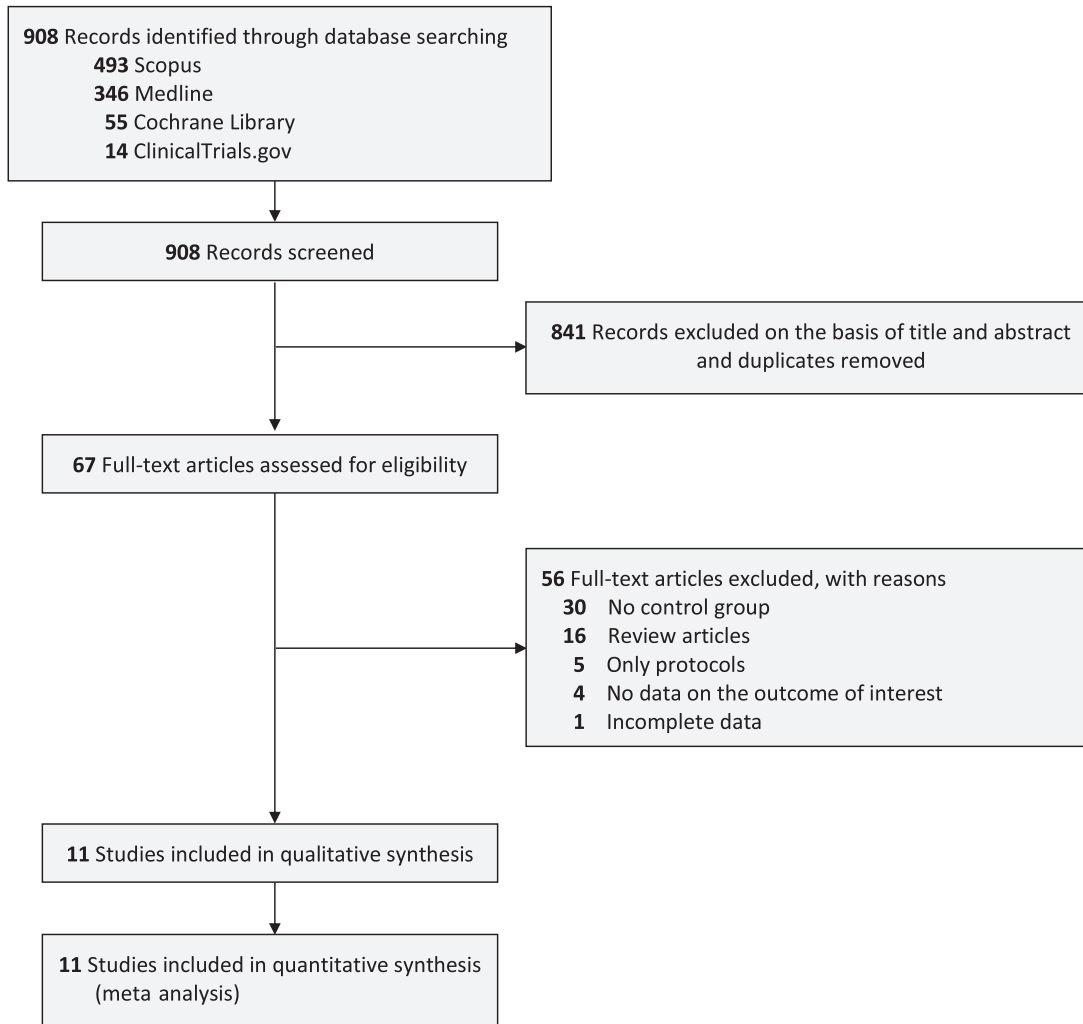 908 Records identified through database searching
493 Scopus
346 Medline
55 Cochrane Library
14 ClinicalTrials.gov
908 Records screened
841 Records excluded on the basis of title and abstract
and duplicates removed
67 Full-text articles assessed for eligibility
56 Full-text articles excluded, with reasons
30 No control group
16 Review articles
5 Only protocols
4 No data on the outcome of interest
1 Incomplete data
11 Studies included in qualitative synthesis
11 Studies included in quantitative synthesis
(meta analysis)